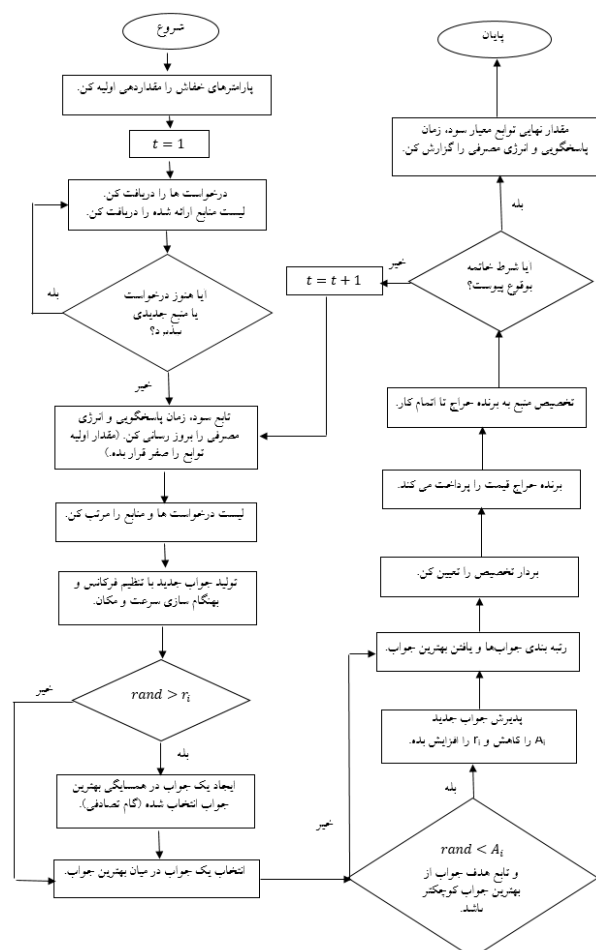 شروع
پارامترهای خفاش را مقداردهی اولیه کن.
t = 1
درخواست ها را دریافت کن.
لیست منابع ارائه شده را دریافت کن.
ایا هنوز درخواست
یا منبع جدیدی
بپذیرد؟
بله
خیر
تابع سود، زمان پاسخگویی و انرژی
مصرفی را بروز رسانی کن. (مقدار اولیه
توابع را صفر قرار بده.)
لیست درخواست ها و منابع را مرتب کن.
تولید جواب جدید با تنظیم فرکانس و
بهنگام سازی سرعت و مکان.
rand > rᵢ
خیر
بله
ایجاد یک جواب در همسایگی بهترین
جواب انتخاب شده (گام تصادفی).
انتخاب یک جواب در میان بهترین جواب.
rand < Aᵢ
و تابع هدف جواب از
بهترین جواب کوچکتر
باشد.
خیر
بله
پذیرش جواب جدید
Aᵢ را کاهش و rᵢ را افزایش بده.
رتبه بندی جواب‌ها و یافتن بهترین جواب.
بردار تخصیص را تعیین کن.
برنده حراج قیمت را پرداخت می کند.
تخصیص منبع به برنده حراج تا اتمام کار.
ایا شرط خاتمه
بوقوع پیوست؟
خیر
t = t + 1
بله
مقدار نهایی توابع معیار سود، زمان
پاسخگویی و انرژی مصرفی را گزارش کن.
پایان